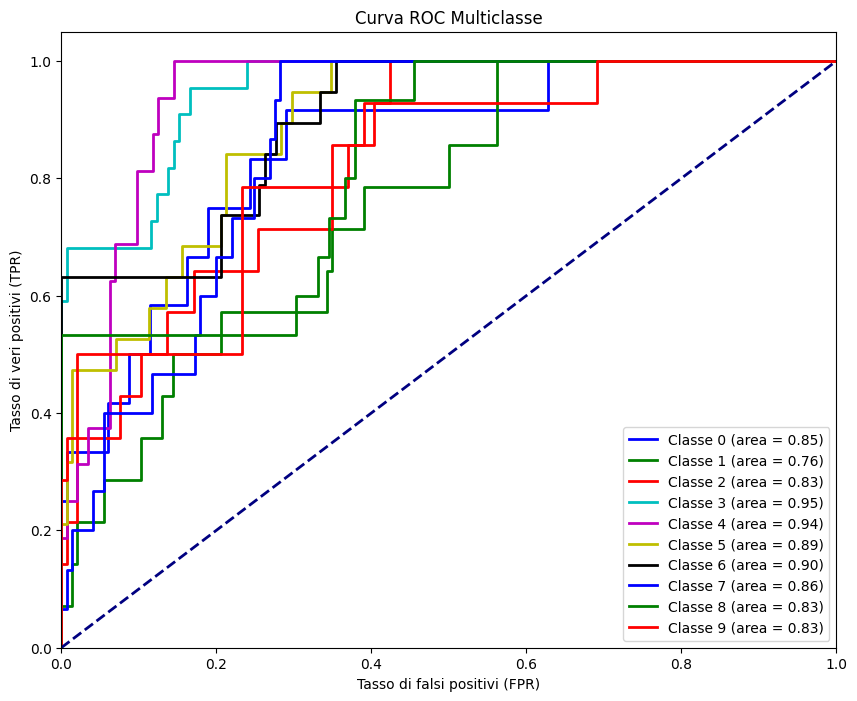 Curva ROC Multiclasse
Tasso di veri positivi (TPR)
1.0
0.8
0.6
0.4
0.2
0.0
Classe 0 (area = 0.85)
Classe 1 (area = 0.76)
Classe 2 (area = 0.83)
Classe 3 (area = 0.95)
Classe 4 (area = 0.94)
Classe 5 (area = 0.89)
Classe 6 (area = 0.90)
Classe 7 (area = 0.86)
Classe 8 (area = 0.83)
Classe 9 (area = 0.83)
0.0 0.2 0.4 0.6 0.8 1.0
Tasso di falsi positivi (FPR)